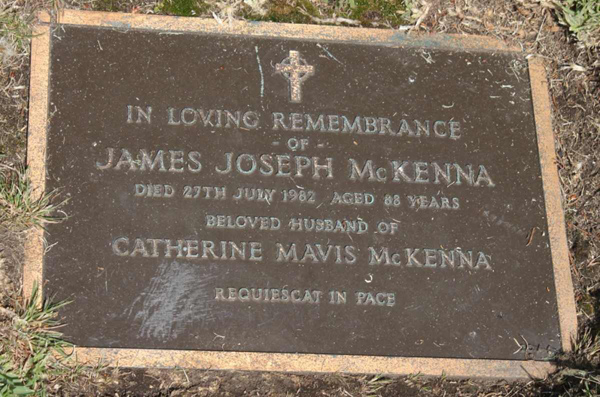 IN LOVING REMEMBRANCE
- OF -
JAMES JOSEPH McKENNA
DIED 27TH JULY 1982 AGED 88 YEARS
BELOVED HUSBAND OF
CATHERINE MAVIS McKENNA
REQUIESCAT IN PACE